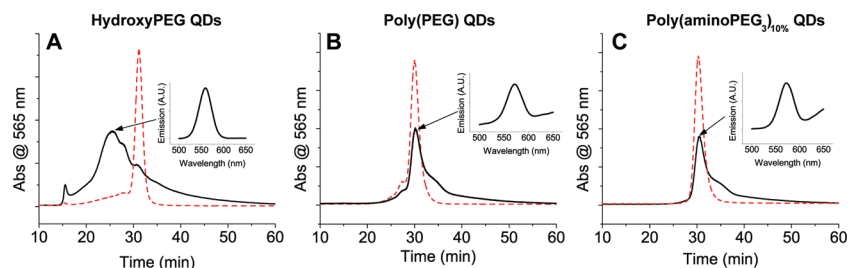 HydroxyPEG QDs
A
Abs @ 565 nm
Emission (A.U.)
500 550 600 650
Wavelength (nm)
10 20 30 40 50 60
Time (min)
Poly(PEG) QDs
B
Abs @ 565 nm
Emission (A.U.)
500 550 600 650
Wavelength (nm)
10 20 30 40 50 60
Time (min)
Poly(aminoPEG3)10% QDs
C
Abs @ 565 nm
Emission (A.U.)
500 550 600 650
Wavelength (nm)
10 20 30 40 50 60
Time (min)